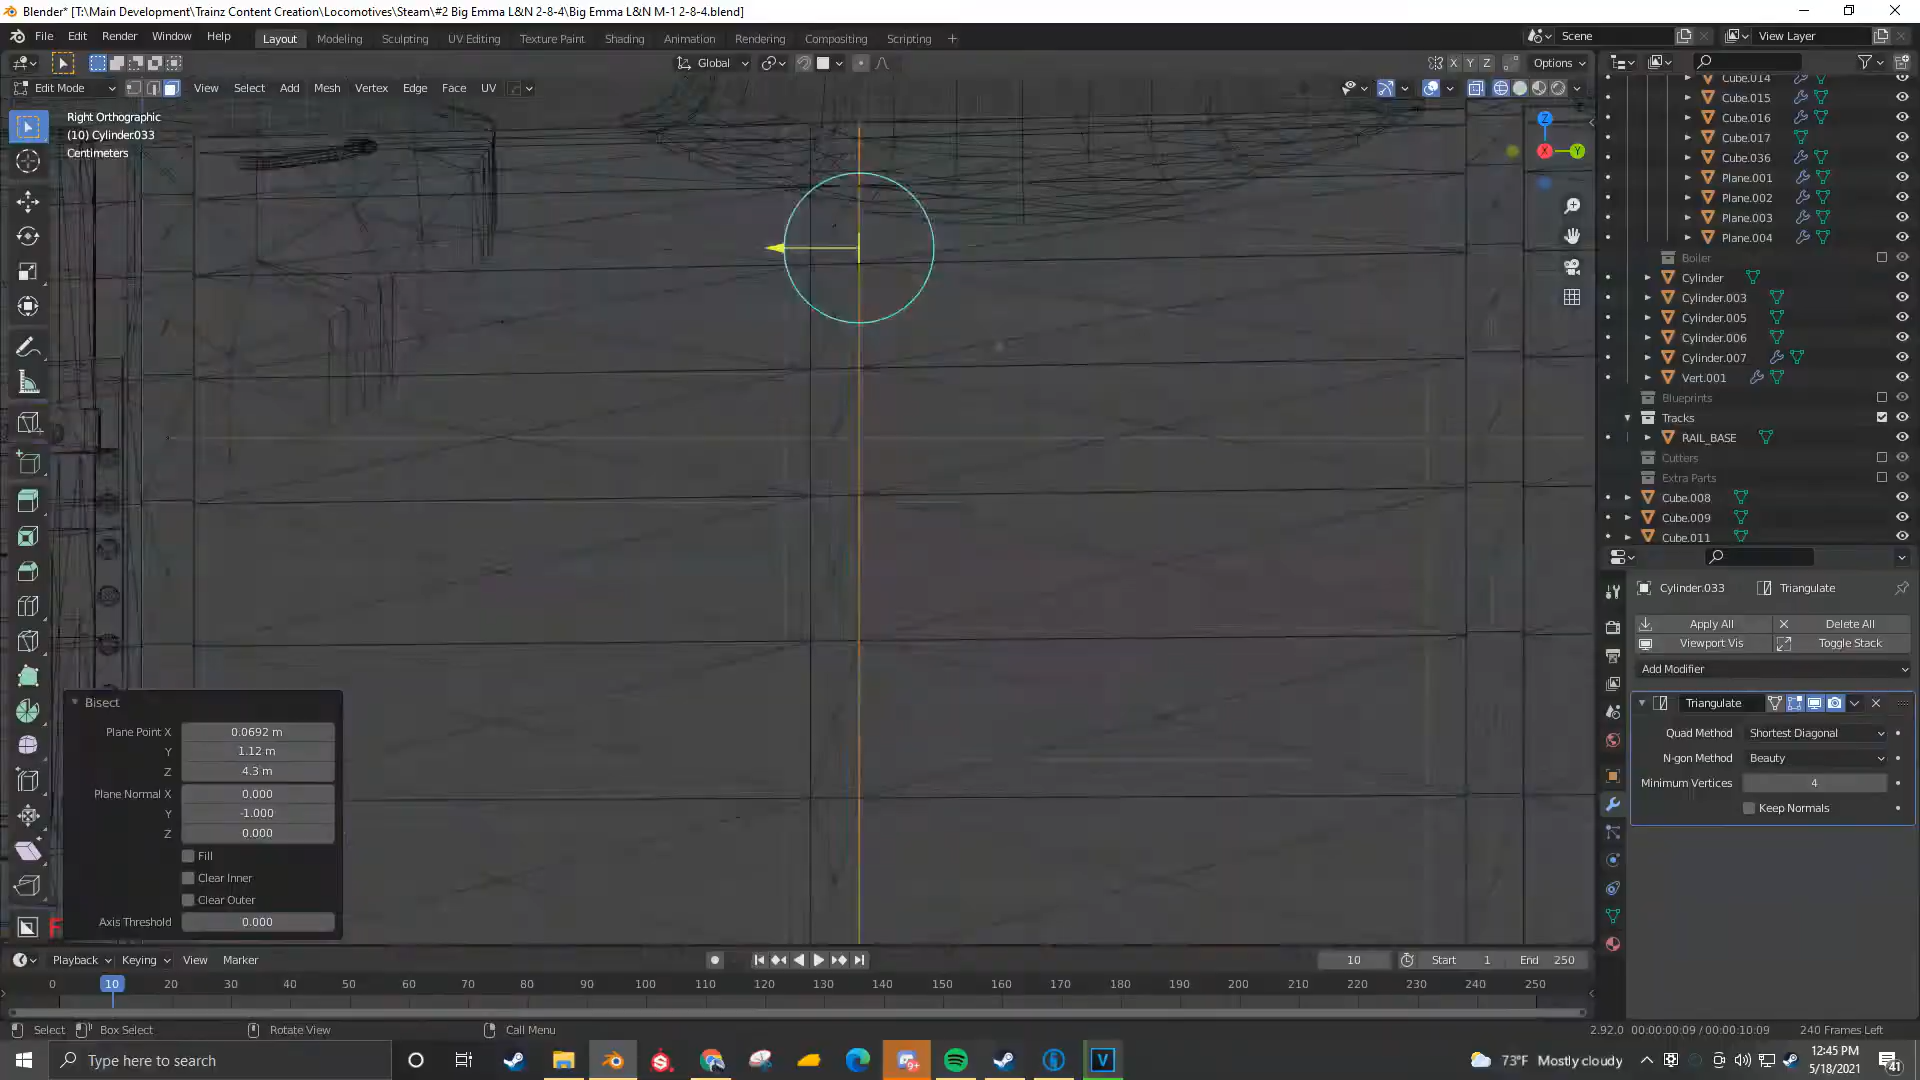 Blender* [T:\Main Development\Trainz Content Creation\Locomotives\Steam\#2 Big Emma L&N 2-8-4\Big Emma L&N M-1 2-8-4.blend]
File Edit Render Window Help Layout Modeling Sculpting UV Editing Texture Paint Shading Animation Rendering Compositing Scripting + Scene View Layer
Global X Y Z Options
Edit Mode View Select Add Mesh Vertex Edge Face UV
Right Orthographic
(10) Cylinder.033
Centimeters
Z
X
Y
Cube.014
Cube.015
Cube.016
Cube.017
Cube.036
Plane.001
Plane.002
Plane.003
Plane.004
Boiler
Cylinder
Cylinder.003
Cylinder.005
Cylinder.006
Cylinder.007
Vert.001
Blueprints
Tracks
RAIL_BASE
Cutters
Extra Parts
Cube.008
Cube.009
Cube.011
Cylinder.033 Triangulate
Apply All Delete All
Viewport Vis Toggle Stack
Add Modifier
Triangulate
Quad Method Shortest Diagonal
N-gon Method Beauty
Minimum Vertices 4
Keep Normals
Bisect
Plane Point X 0.0692 m
Y 1.12 m
Z 4.3 m
Plane Normal X 0.000
Y -1.000
Z 0.000
Fill
Clear Inner
Clear Outer
Axis Threshold 0.000
Playback Keying View Marker 10 Start 1 End 250
0 10 20 30 40 50 60 70 80 90 100 110 120 130 140 150 160 170 180 190 200 210 220 230 240 250
Select Box Select Rotate View Call Menu 2.92.0 00:00:00:09 / 00:00:10:09 240 Frames Left
Type here to search 9+ V 73°F Mostly cloudy 12:45 PM
5/18/2021 41